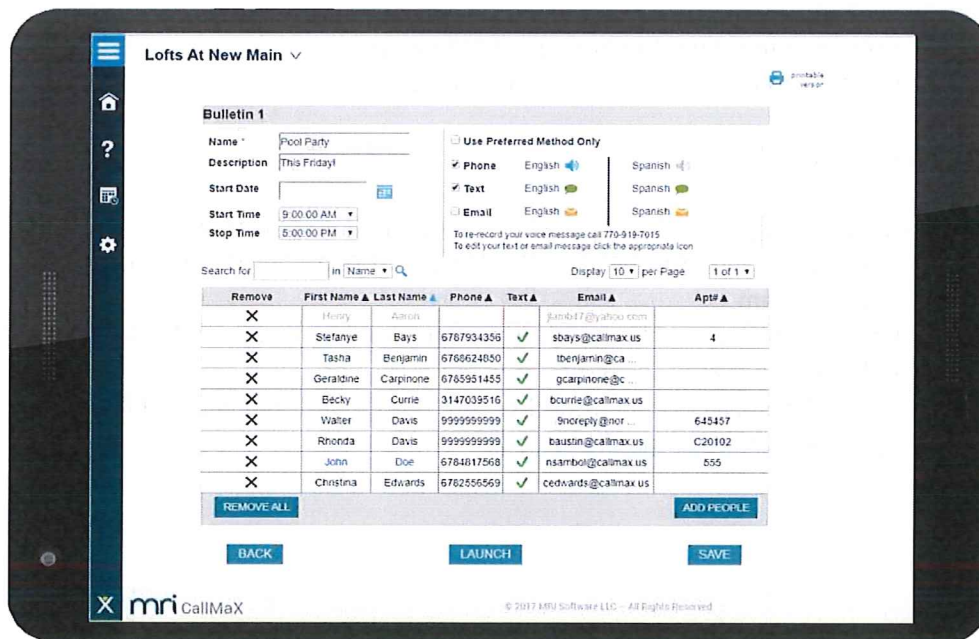 Lofts At New Main
printable
version
Bulletin 1
Name * Pool Party
Description This Friday!
Start Date
Start Time 9:00:00 AM
Stop Time 5:00:00 PM
Use Preferred Method Only
Phone English Spanish
Text English Spanish
Email English Spanish
To re-record your voice message call 770-919-7015
To edit your text or email message click the appropriate icon
Search for in Name Display 10 per Page 1 of 1
Remove First Name ▲ Last Name ▲ Phone ▲ Text ▲ Email ▲ Apt# ▲
X Henry Aaron jlamb47@yahoo.com
X Stefanye Bays 6787934356 ✓ sbays@callmax.us 4
X Tasha Benjamin 6788624850 ✓ tbenjamin@ca ...
X Geraldine Carpinone 6785951455 ✓ gcarpinone@c ...
X Becky Currie 3147039516 ✓ bcurrie@callmax.us
X Walter Davis 9999999999 ✓ 9noreply@nor ... 645457
X Rhonda Davis 9999999999 ✓ baustin@callmax.us C20102
X John Doe 6784817568 ✓ nsambol@callmax.us 555
X Christina Edwards 6782556569 ✓ cedwards@callmax.us
REMOVE ALL ADD PEOPLE
BACK LAUNCH SAVE
X mri CallMaX © 2017 MRI Software LLC – All Rights Reserved